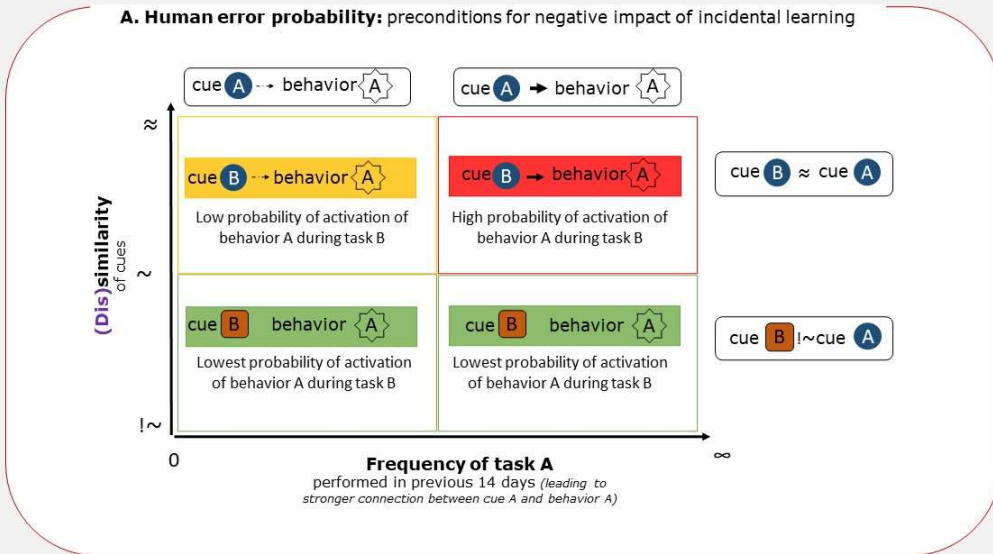 A. Human error probability: preconditions for negative impact of incidental learning
cue A ⇢ behavior A
cue A → behavior A
≈
cue B ⇢ behavior A
cue B → behavior A
cue B ≈ cue A
Low probability of activation of
behavior A during task B
High probability of activation of
behavior A during task B
(Dis)similarity
of cues
~
cue B behavior A
cue B behavior A
cue B !~cue A
Lowest probability of activation
of behavior A during task B
Lowest probability of activation
of behavior A during task B
!~
0
∞
Frequency of task A
performed in previous 14 days (leading to
stronger connection between cue A and behavior A)